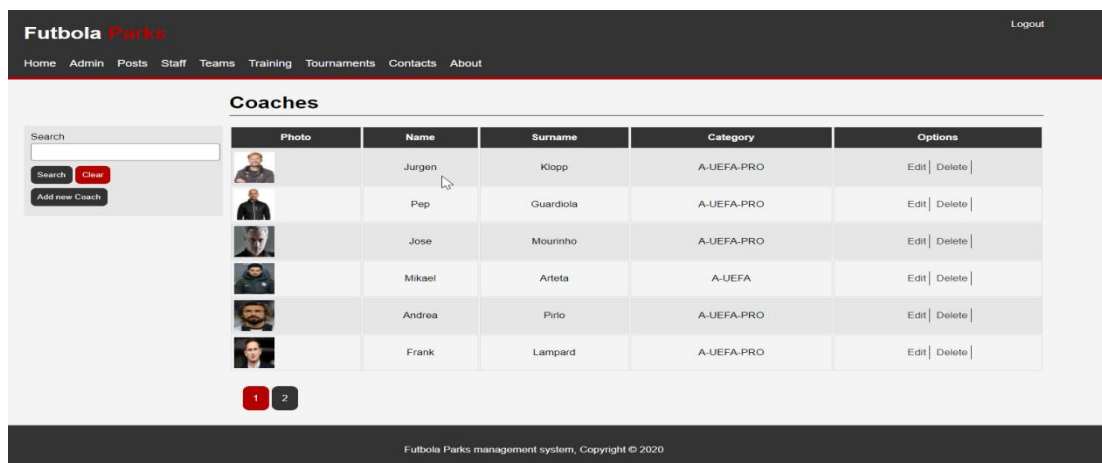 Logout
Futbola Parks
Home Admin Posts Staff Teams Training Tournaments Contacts About
Coaches
Search
Search Clear
Add new Coach
Photo Name Surname Category Options
Jurgen Klopp A-UEFA-PRO Edit| Delete|
Pep Guardiola A-UEFA-PRO Edit| Delete|
Jose Mourinho A-UEFA-PRO Edit| Delete|
Mikael Arteta A-UEFA Edit| Delete|
Andrea Pirlo A-UEFA-PRO Edit| Delete|
Frank Lampard A-UEFA-PRO Edit| Delete|
1 2
Futbola Parks management system, Copyright © 2020